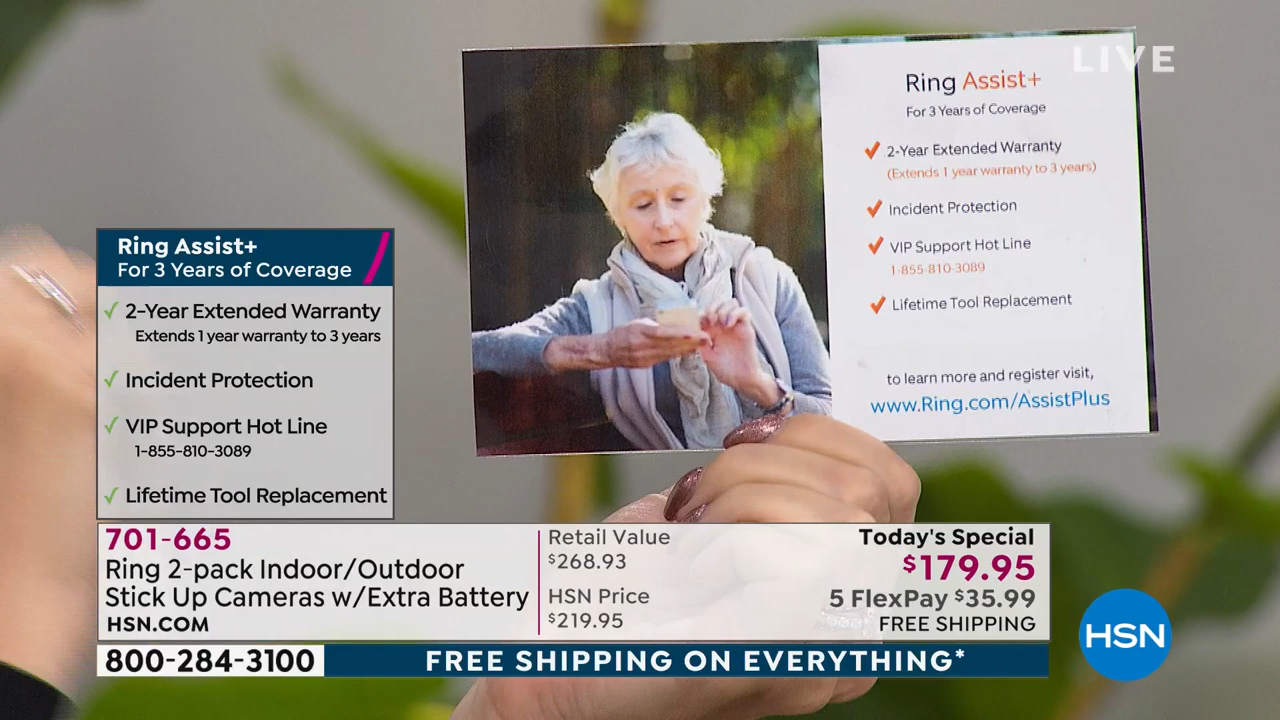 LIVE
Ring Assist+
For 3 Years of Coverage
2-Year Extended Warranty
(Extends 1 year warranty to 3 years)
Incident Protection
VIP Support Hot Line
1-855-810-3089
Lifetime Tool Replacement
to learn more and register visit,
www.Ring.com/AssistPlus
Ring Assist+
For 3 Years of Coverage
✓ 2-Year Extended Warranty
Extends 1 year warranty to 3 years
✓ Incident Protection
✓ VIP Support Hot Line
1-855-810-3089
✓ Lifetime Tool Replacement
701-665
Ring 2-pack Indoor/Outdoor
Stick Up Cameras w/Extra Battery
HSN.COM
Retail Value
$268.93
HSN Price
$219.95
Today's Special
$179.95
5 FlexPay $35.99
FREE SHIPPING
HSN
800-284-3100
FREE SHIPPING ON EVERYTHING*